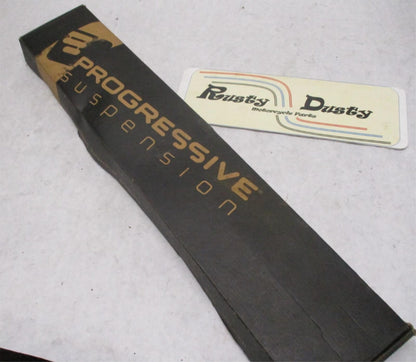 PROGRESSIVE
suspension
Rusty Dusty
Motorcycle Parts